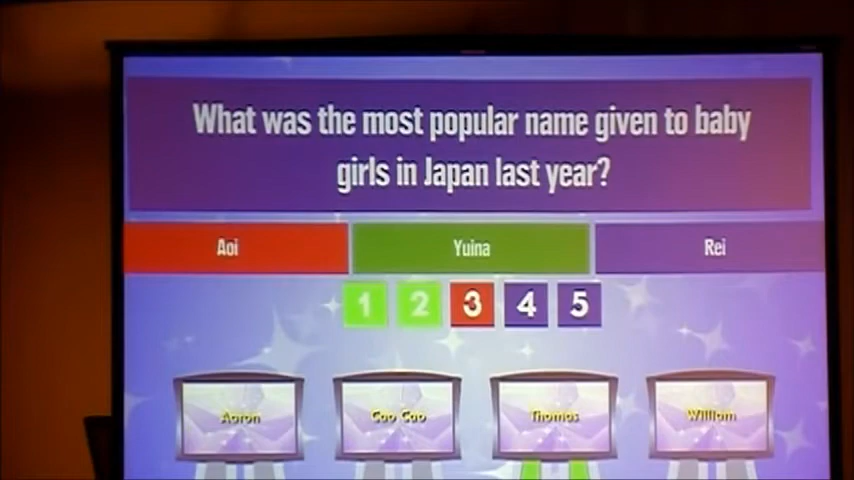 What was the most popular name given to baby
girls in Japan last year?
Aoi Yuina Rei
1 2 3 4 5
Aaron Cao Cao Thomas William